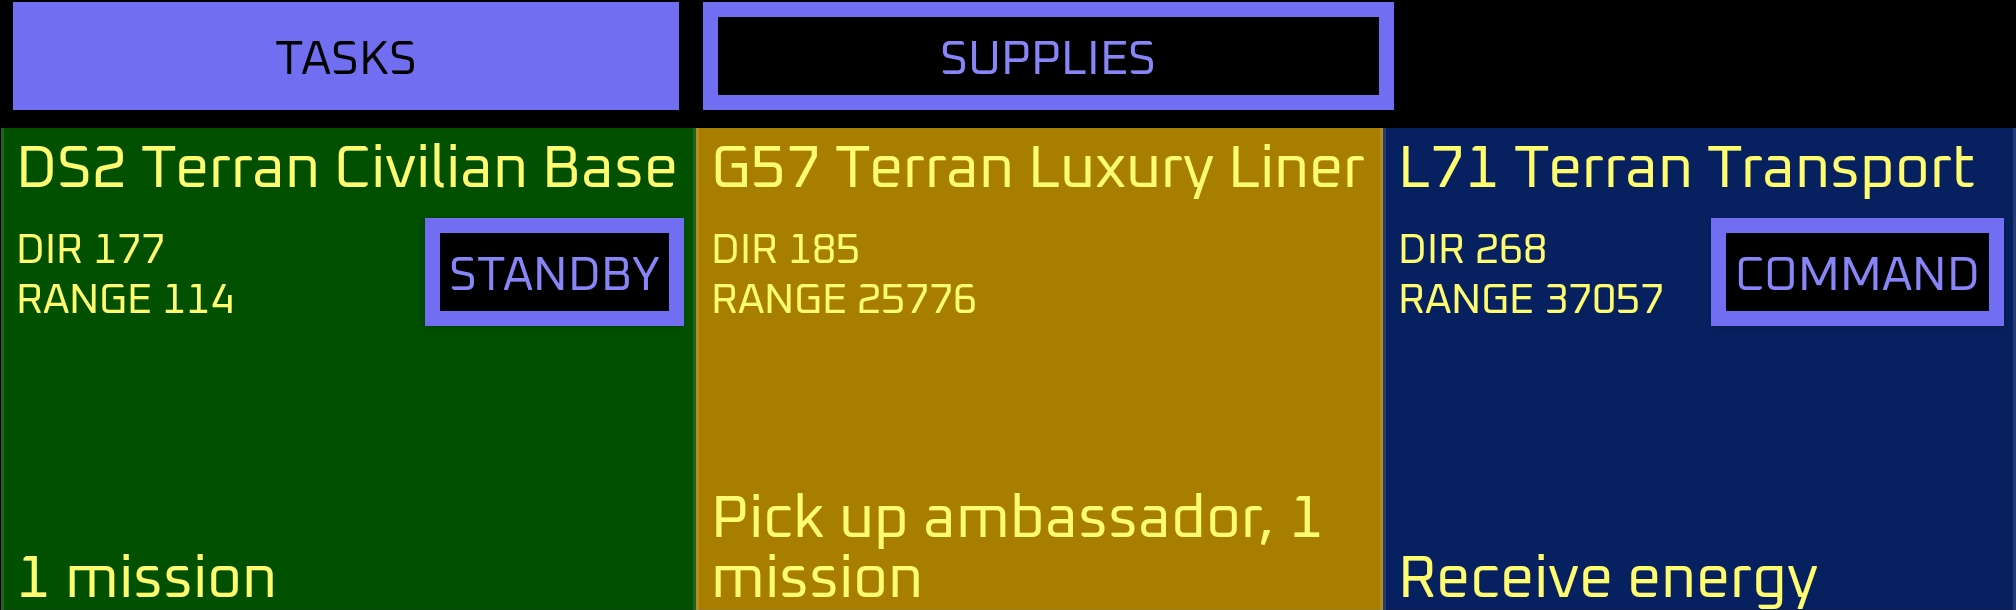 TASKS
SUPPLIES
DS2 Terran Civilian Base
DIR 177
RANGE 114
STANDBY
1 mission
G57 Terran Luxury Liner
DIR 185
RANGE 25776
Pick up ambassador, 1
mission
L71 Terran Transport
DIR 268
RANGE 37057
COMMAND
Receive energy